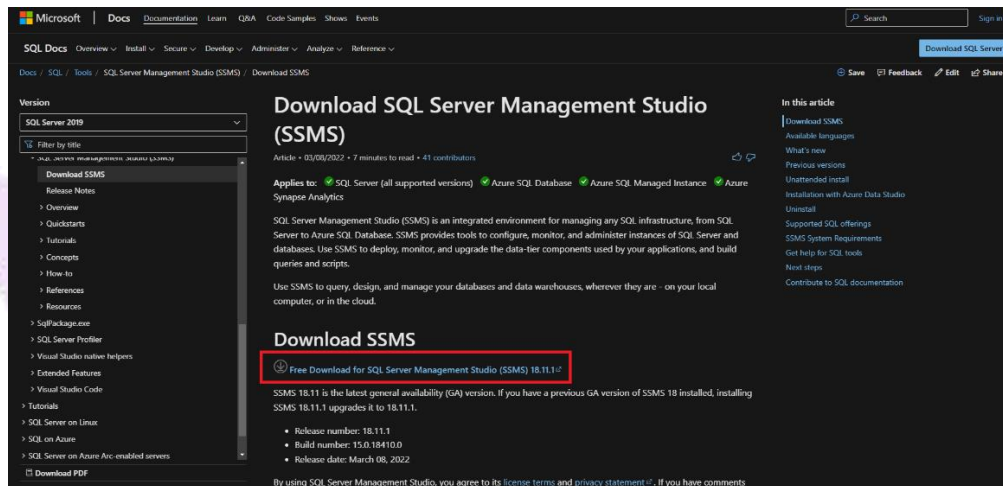 Microsoft | Docs Documentation Learn Q&A Code Samples Shows Events Search Sign in
SQL Docs Overview Install Secure Develop Administer Analyze Reference Download SQL Server
Docs / SQL / Tools / SQL Server Management Studio (SSMS) / Download SSMS Save Feedback Edit Share
Version
SQL Server 2019
Filter by title
SQL Server Management Studio (SSMS)
Download SSMS
Release Notes
> Overview
> Quickstarts
> Tutorials
> Concepts
> How-to
> References
> Resources
> SqlPackage.exe
> SQL Server Profiler
> Visual Studio native helpers
> Extended Features
> Visual Studio Code
> Tutorials
> SQL Server on Linux
> SQL on Azure
> SQL Server on Azure Arc-enabled servers
Download PDF
Download SQL Server Management Studio
(SSMS)
Article • 03/08/2022 • 7 minutes to read • 41 contributors
Applies to: SQL Server (all supported versions) Azure SQL Database Azure SQL Managed Instance Azure
Synapse Analytics
SQL Server Management Studio (SSMS) is an integrated environment for managing any SQL infrastructure, from SQL
Server to Azure SQL Database. SSMS provides tools to configure, monitor, and administer instances of SQL Server and
databases. Use SSMS to deploy, monitor, and upgrade the data-tier components used by your applications, and build
queries and scripts.
Use SSMS to query, design, and manage your databases and data warehouses, wherever they are - on your local
computer, or in the cloud.
Download SSMS
Free Download for SQL Server Management Studio (SSMS) 18.11.1
SSMS 18.11 is the latest general availability (GA) version. If you have a previous GA version of SSMS 18 installed, installing
SSMS 18.11.1 upgrades it to 18.11.1.
• Release number: 18.11.1
• Build number: 15.0.18410.0
• Release date: March 08, 2022
By using SQL Server Management Studio, you agree to its license terms and privacy statement. If you have comments
In this article
Download SSMS
Available languages
What's new
Previous versions
Unattended install
Installation with Azure Data Studio
Uninstall
Supported SQL offerings
SSMS System Requirements
Get help for SQL tools
Next steps
Contribute to SQL documentation